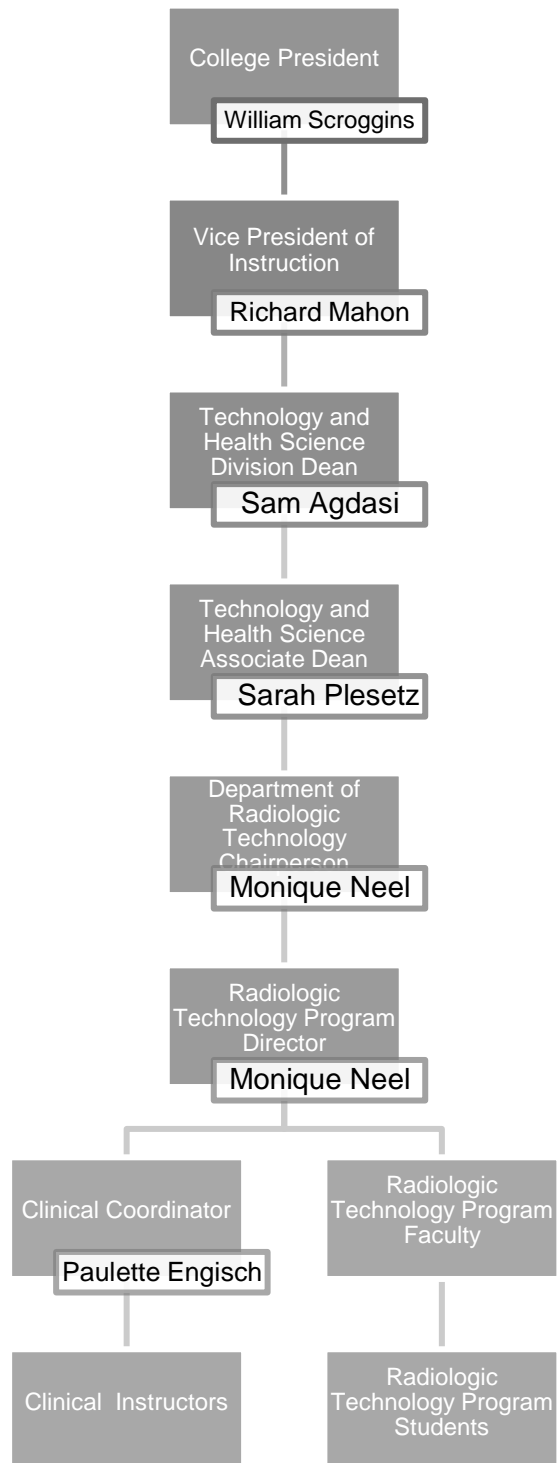 College President
William Scroggins
Vice President of
Instruction
Richard Mahon
Technology and
Health Science
Division Dean
Sam Agdasi
Technology and
Health Science
Associate Dean
Sarah Plesetz
Department of
Radiologic
Technology
Chairperson
Monique Neel
Radiologic
Technology Program
Director
Monique Neel
Clinical Coordinator
Paulette Engisch
Radiologic
Technology Program
Faculty
Clinical Instructors
Radiologic
Technology Program
Students